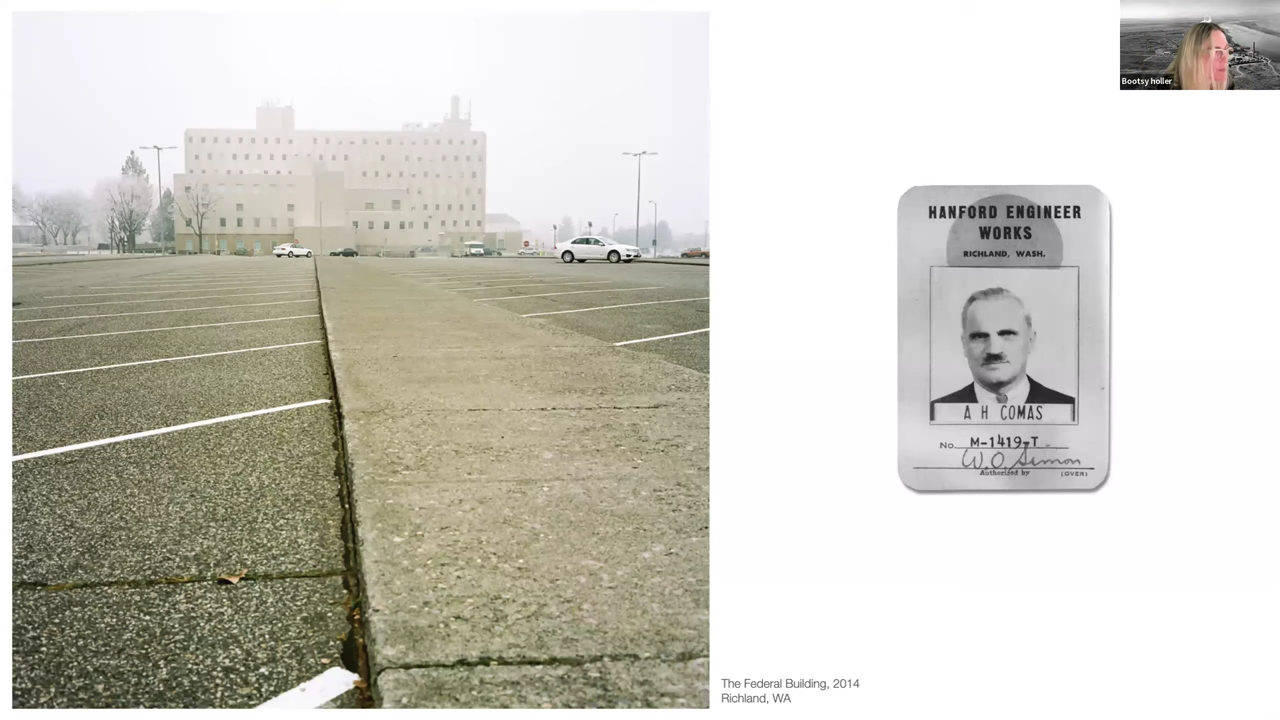 Bootsy holler
HANFORD ENGINEER
WORKS
RICHLAND, WASH.
A H COMAS
No. M-1419-T
W. O. Simon
Authorized by (OVER)
The Federal Building, 2014
Richland, WA